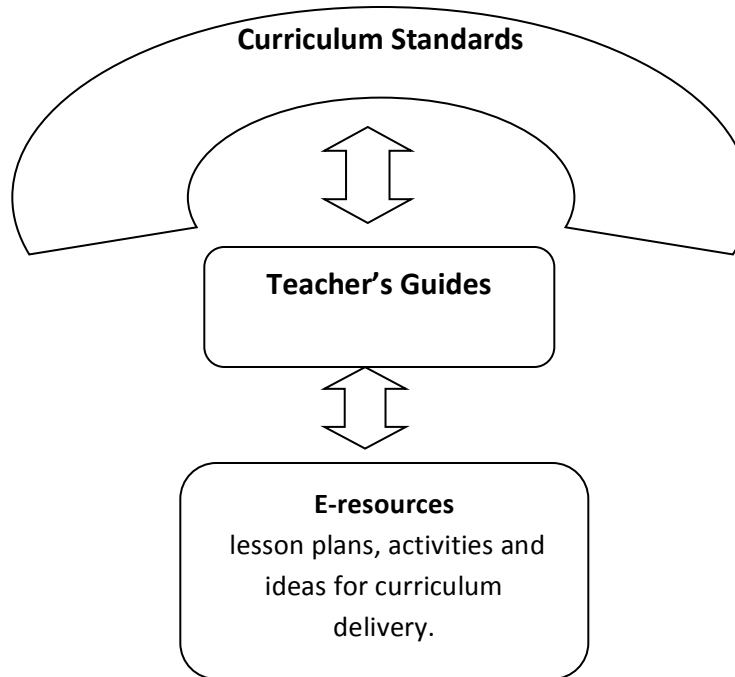 Curriculum Standards
Teacher’s Guides
E-resources
lesson plans, activities and
ideas for curriculum
delivery.